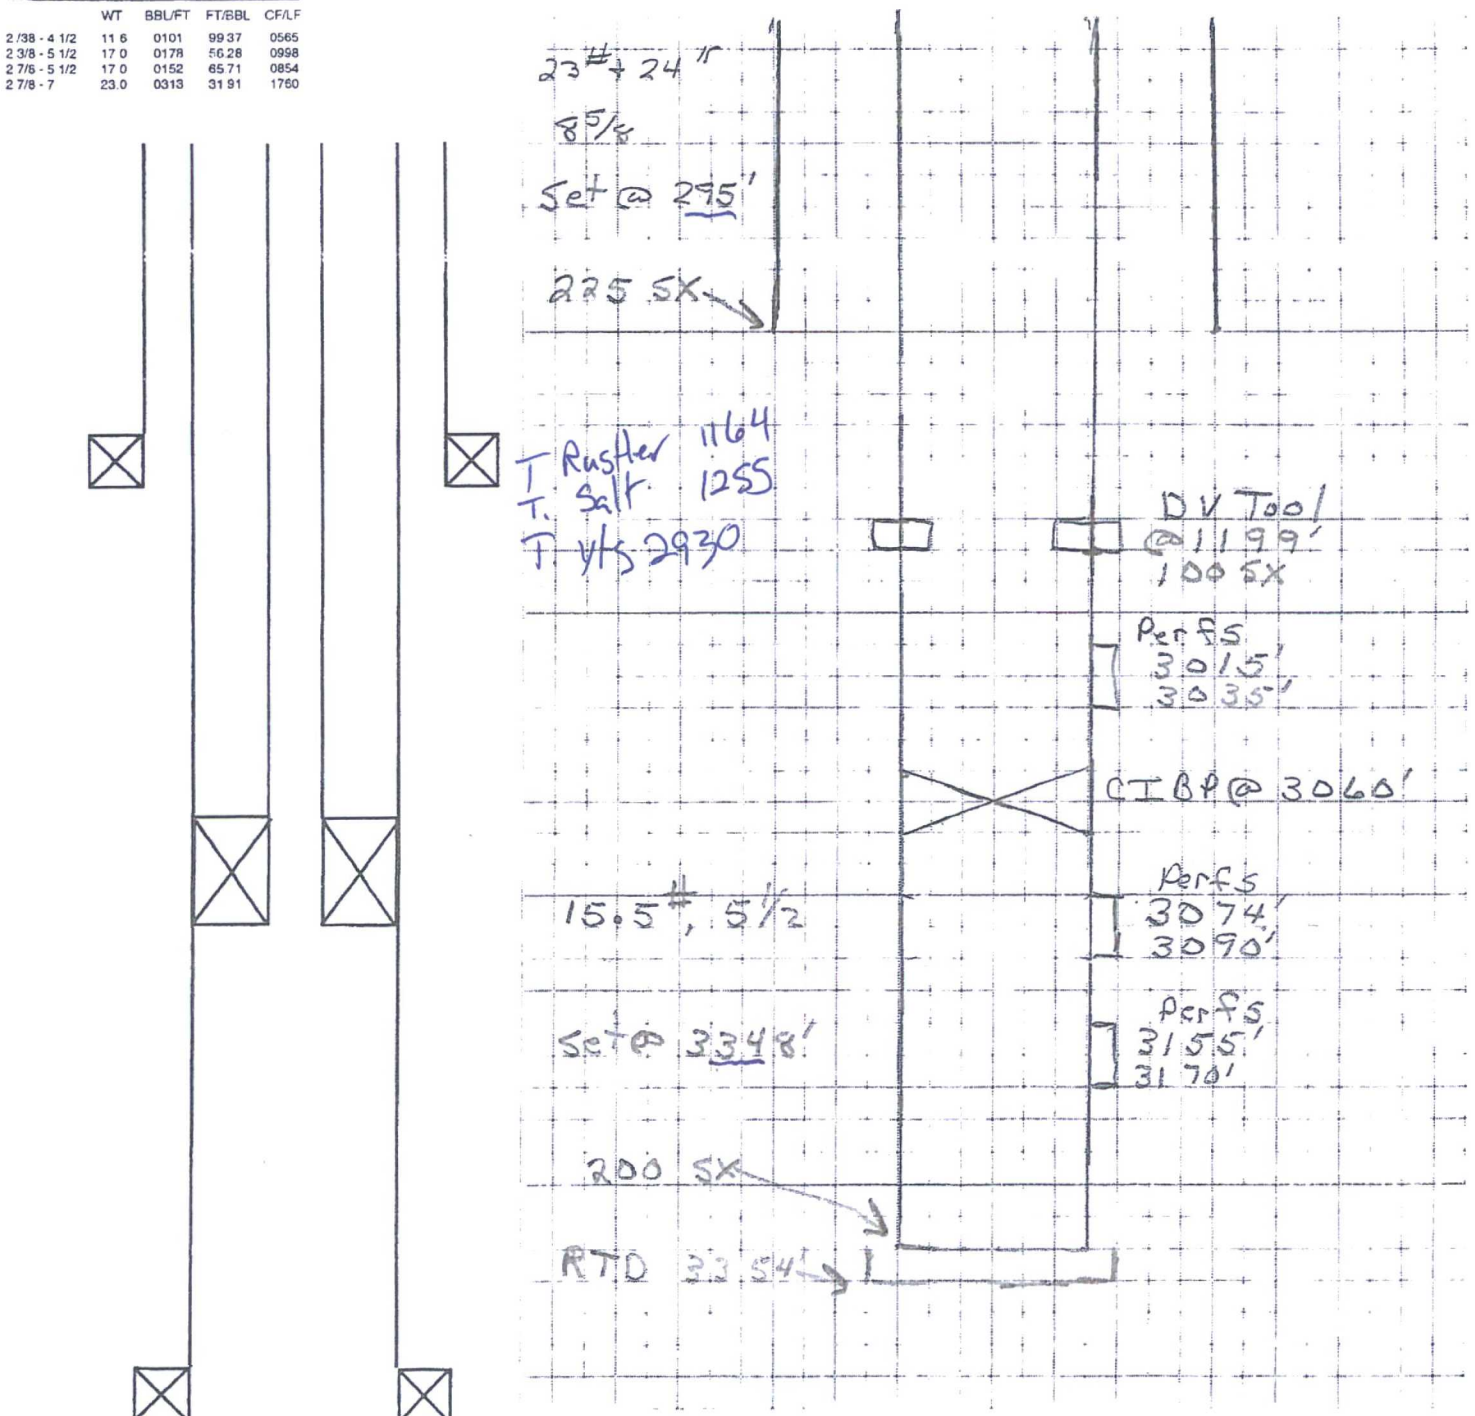 WT BBL/FT FT/BBL CF/LF
2 /38 - 4 1/2 11 6 0101 99 37 0565
2 3/8 - 5 1/2 17 0 0178 56.28 0998
2 7/8 - 5 1/2 17 0 0152 65.71 0854
2 7/8 - 7 23.0 0313 31 91 1760
23# + 24"
8 5/8
Set @ 295'
225 SX
T Rustler 1164
T. Salt 1255
T. Yts 2930
DV Tool
@ 1199'
100 SX
Perfs
3015'
3035'
CIBP @ 3060'
15.5#, 5 1/2
Perfs
3074'
3090'
Set @ 3348'
Perfs
3155'
3170'
200 SX
RTD 3354'